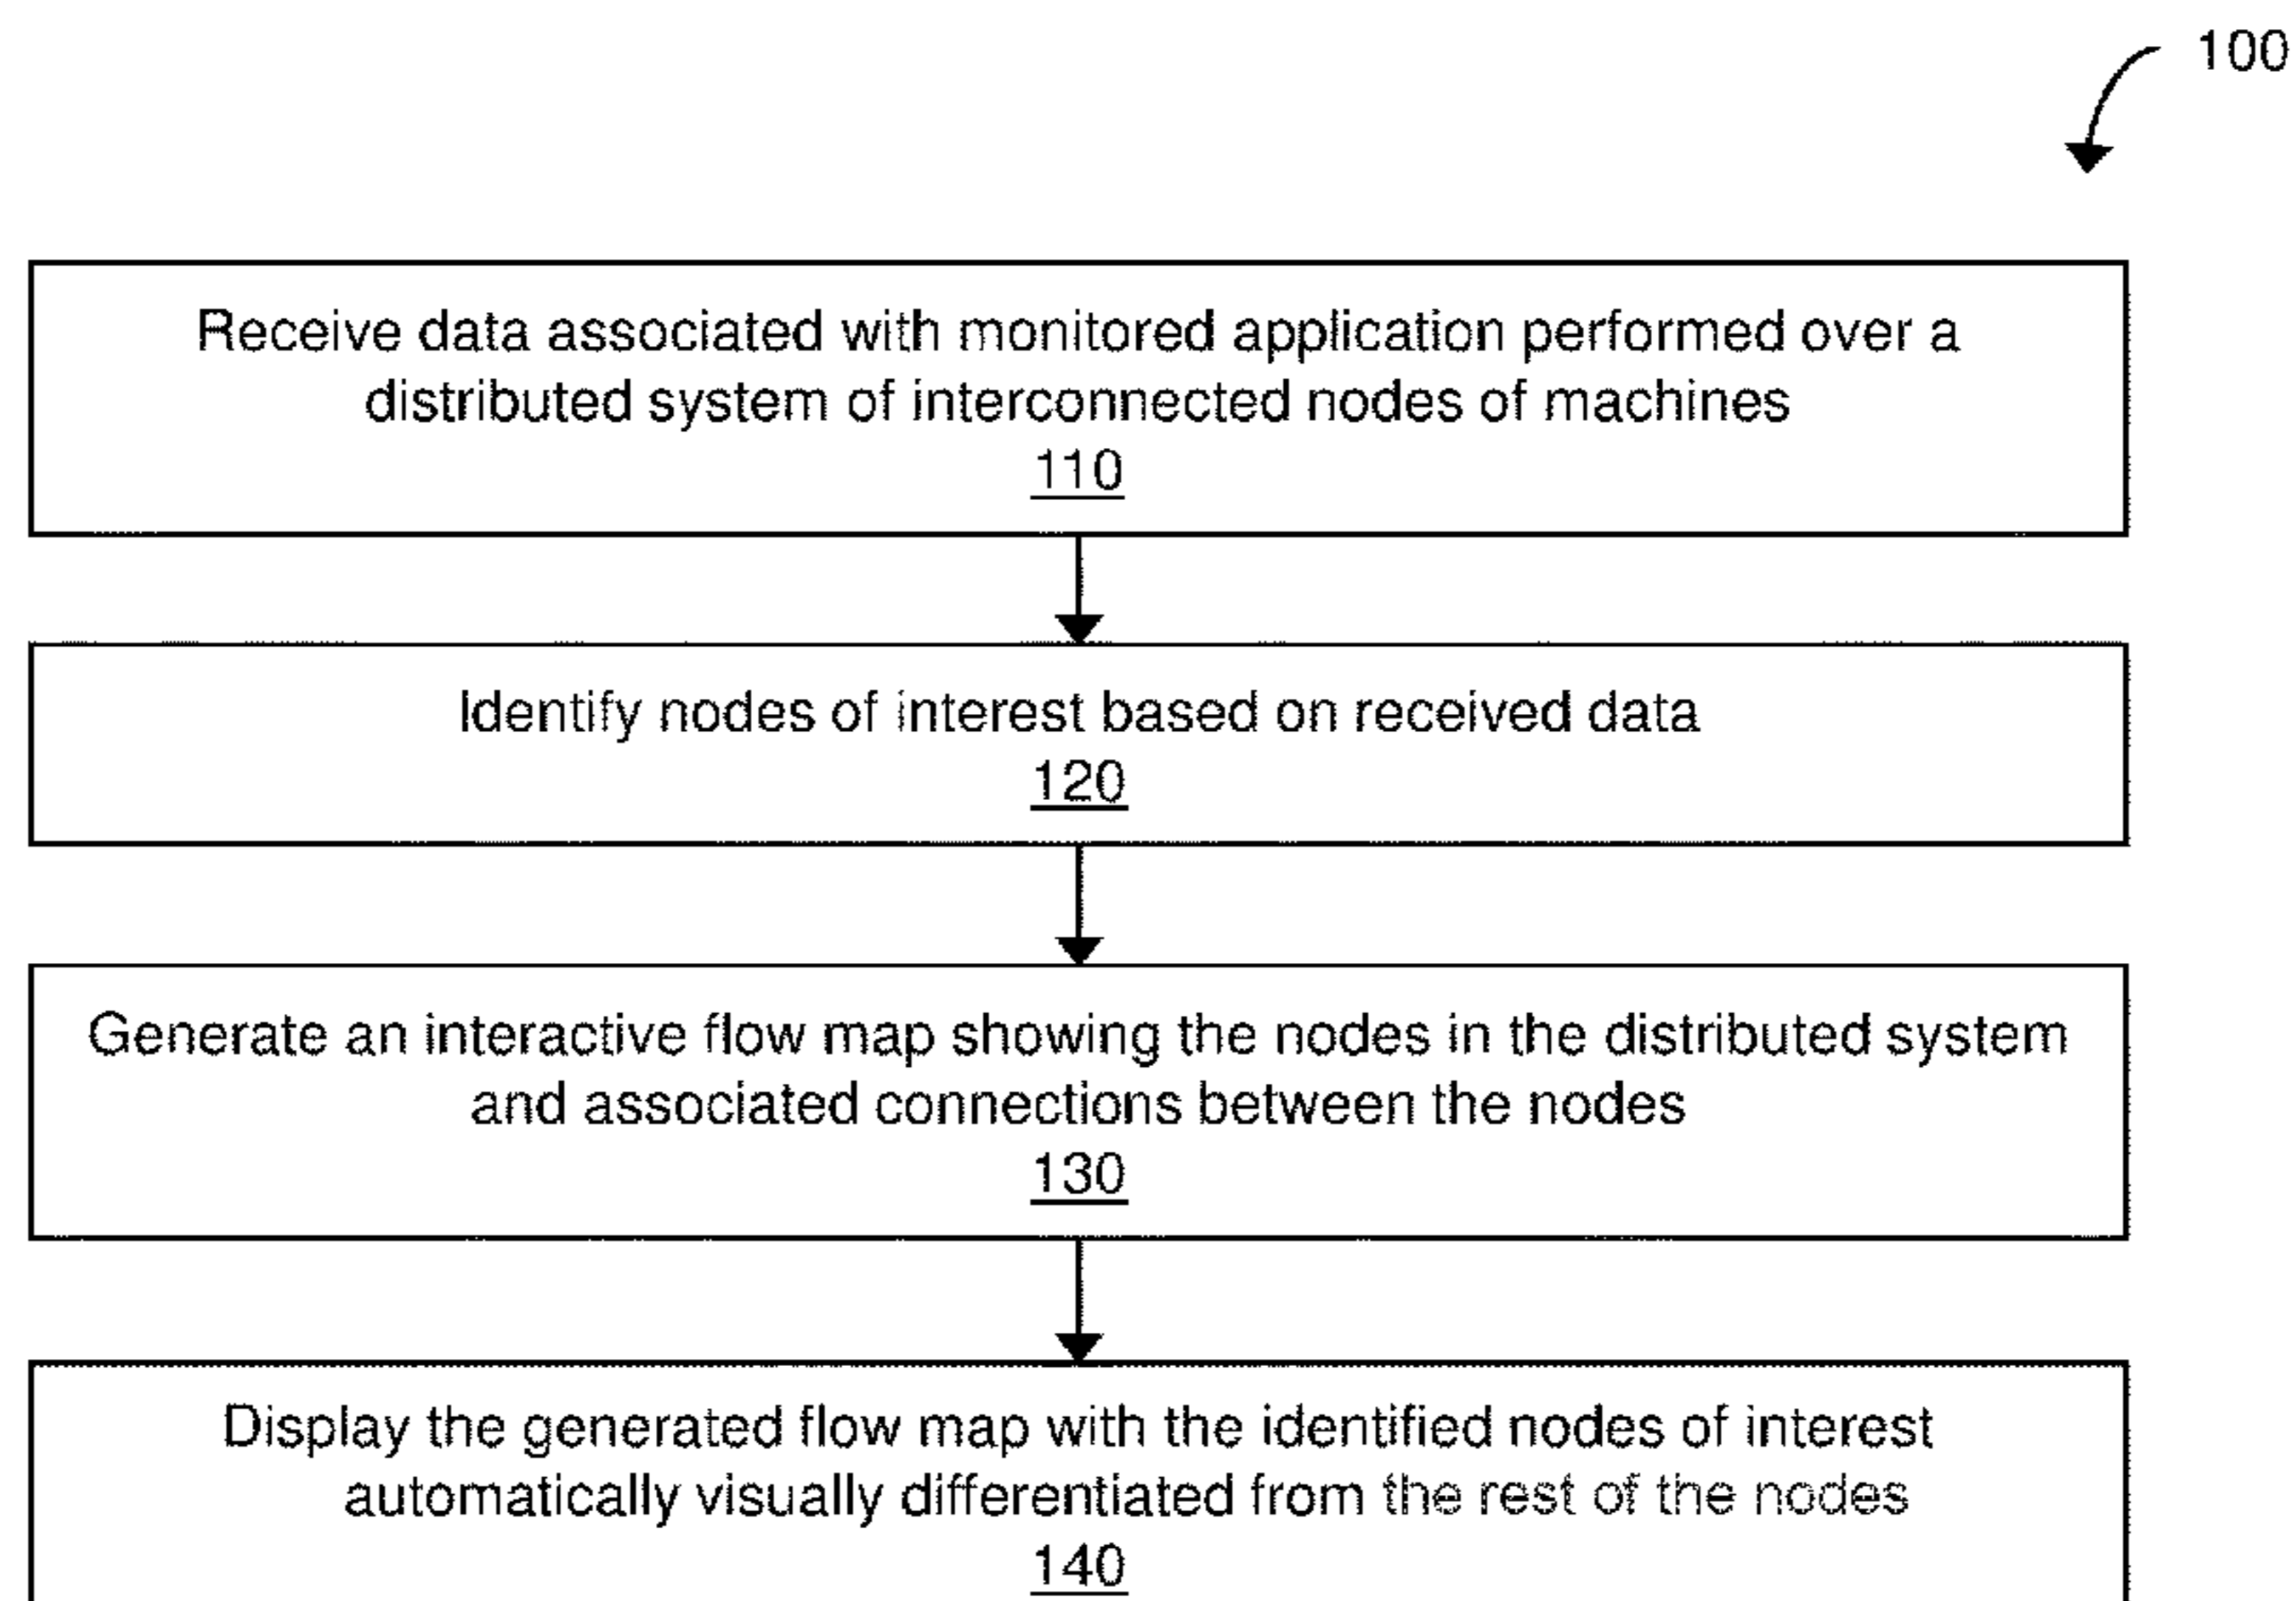 100
Receive data associated with monitored application performed over a
distributed system of interconnected nodes of machines
110
Identify nodes of interest based on received data
120
Generate an interactive flow map showing the nodes in the distributed system
and associated connections between the nodes
130
Display the generated flow map with the identified nodes of interest
automatically visually differentiated from the rest of the nodes
140